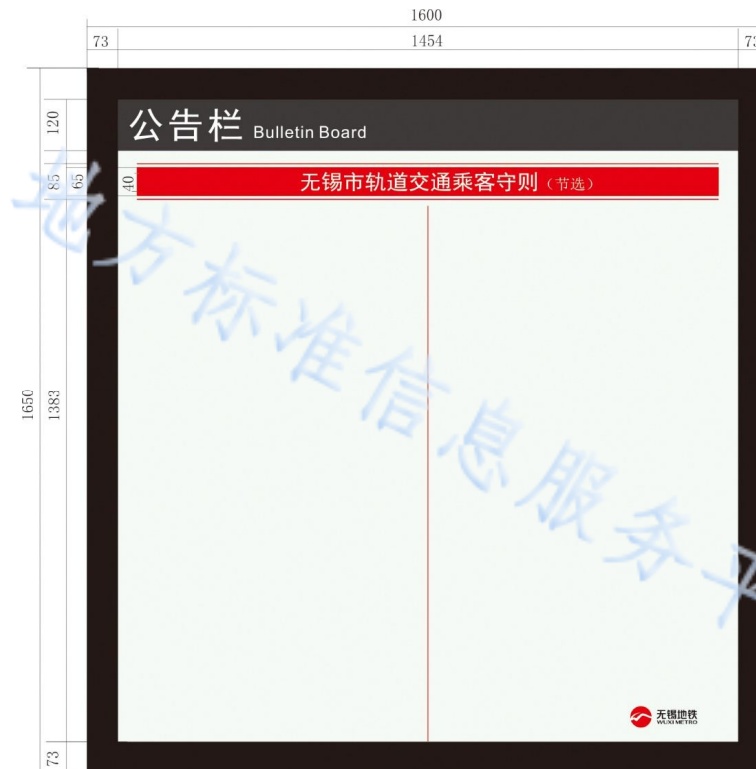 1600
73 1454 73
公告栏 Bulletin Board
120
85 65 40
无锡市轨道交通乘客守则（节选）
1650 1383
73
无锡地铁
WUXI METRO
地方标准信息服务平